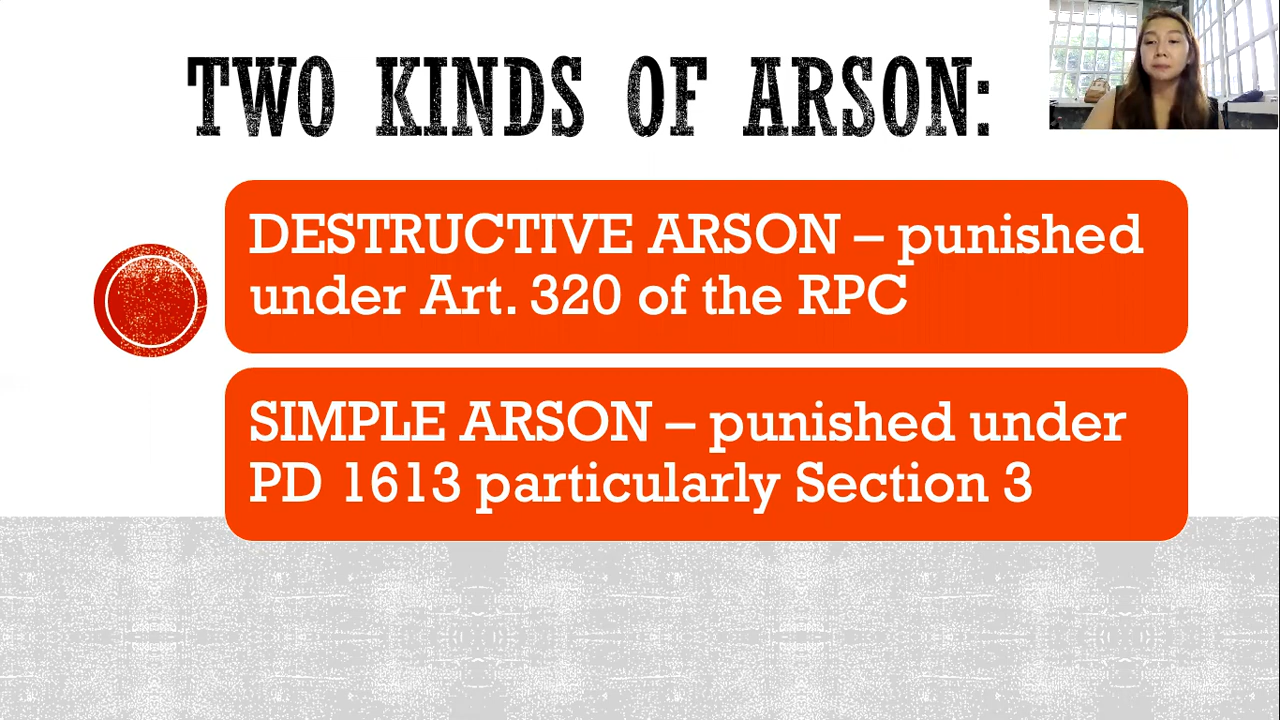 TWO KINDS OF ARSON:
DESTRUCTIVE ARSON – punished
under Art. 320 of the RPC
SIMPLE ARSON – punished under
PD 1613 particularly Section 3